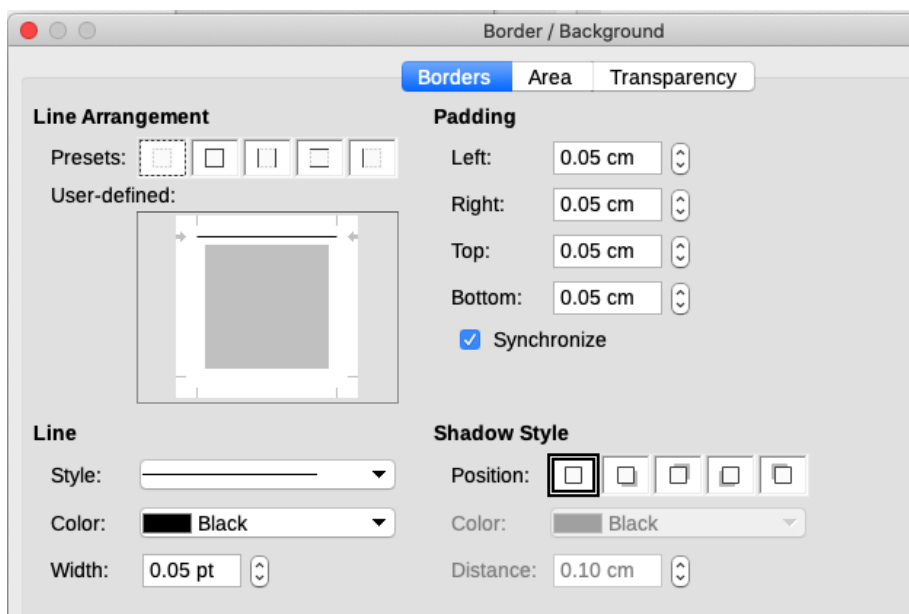 Border / Background
Borders Area Transparency
Line Arrangement
Presets:
User-defined:
Padding
Left: 0.05 cm
Right: 0.05 cm
Top: 0.05 cm
Bottom: 0.05 cm
Synchronize
Line
Style:
Color: Black
Width: 0.05 pt
Shadow Style
Position:
Color: Black
Distance: 0.10 cm